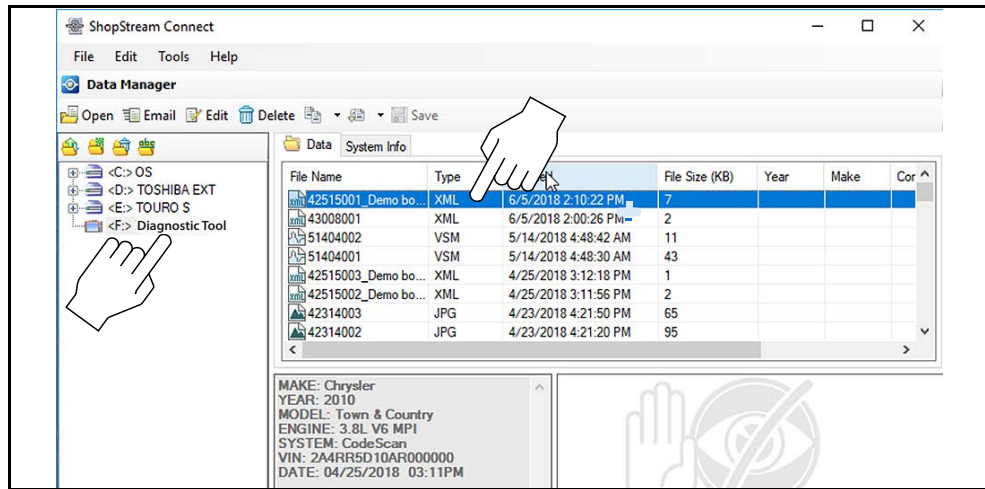 ShopStream Connect
File Edit Tools Help
Data Manager
Open Email Edit Delete Save
Data System Info
<C:> OS
<D:> TOSHIBA EXT
<E:> TOURO S
<F:> Diagnostic Tool
File Name Type File Size (KB) Year Make
42515001_Demo bo... XML 6/5/2018 2:10:22 PM 7
43008001 XML 6/5/2018 2:00:26 PM 2
51404002 VSM 5/14/2018 4:48:42 AM 11
51404001 VSM 5/14/2018 4:48:30 AM 43
42515003_Demo bo... XML 4/25/2018 3:12:18 PM 1
42515002_Demo bo... XML 4/25/2018 3:11:56 PM 2
42314003 JPG 4/23/2018 4:21:50 PM 65
42314002 JPG 4/23/2018 4:21:20 PM 95
MAKE: Chrysler
YEAR: 2010
MODEL: Town & Country
ENGINE: 3.8L V6 MPI
SYSTEM: CodeScan
VIN: 2A4RR5D10AR000000
DATE: 04/25/2018 03:11PM